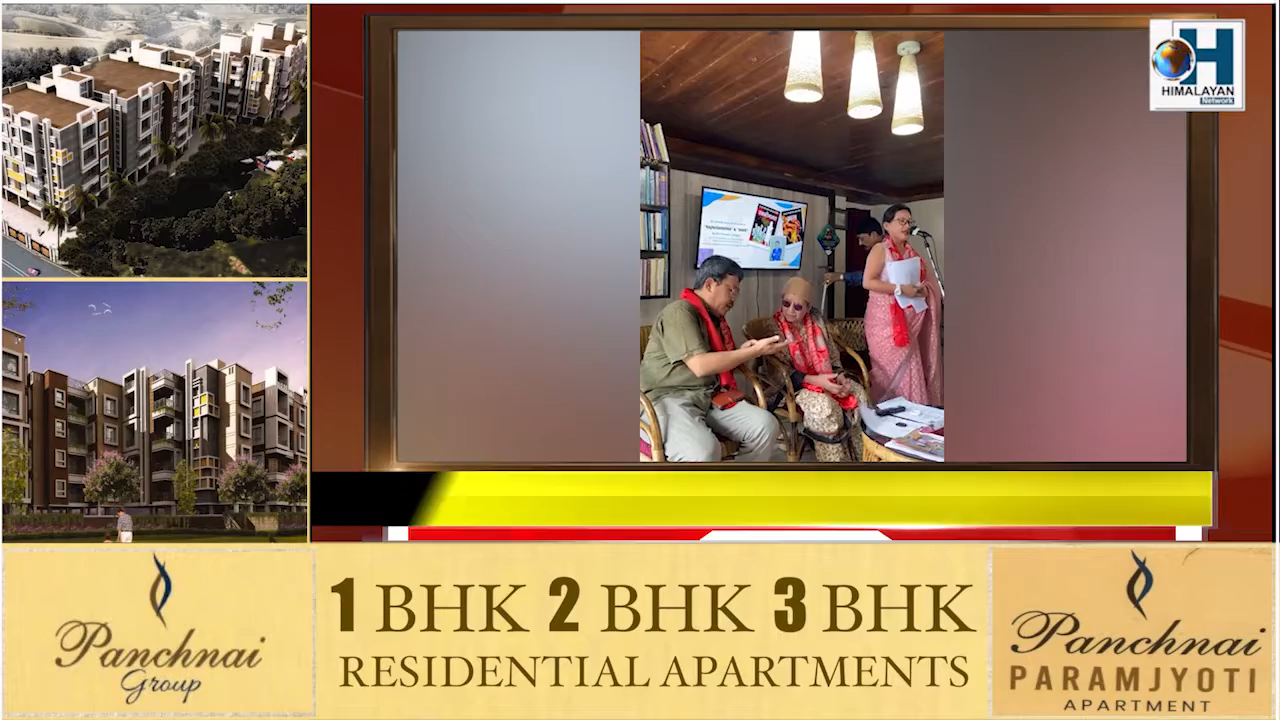 HIMALAYAN
Network
Panchnai
Group
1 BHK 2 BHK 3 BHK
RESIDENTIAL APARTMENTS
Panchnai
PARAMJYOTI
APARTMENT